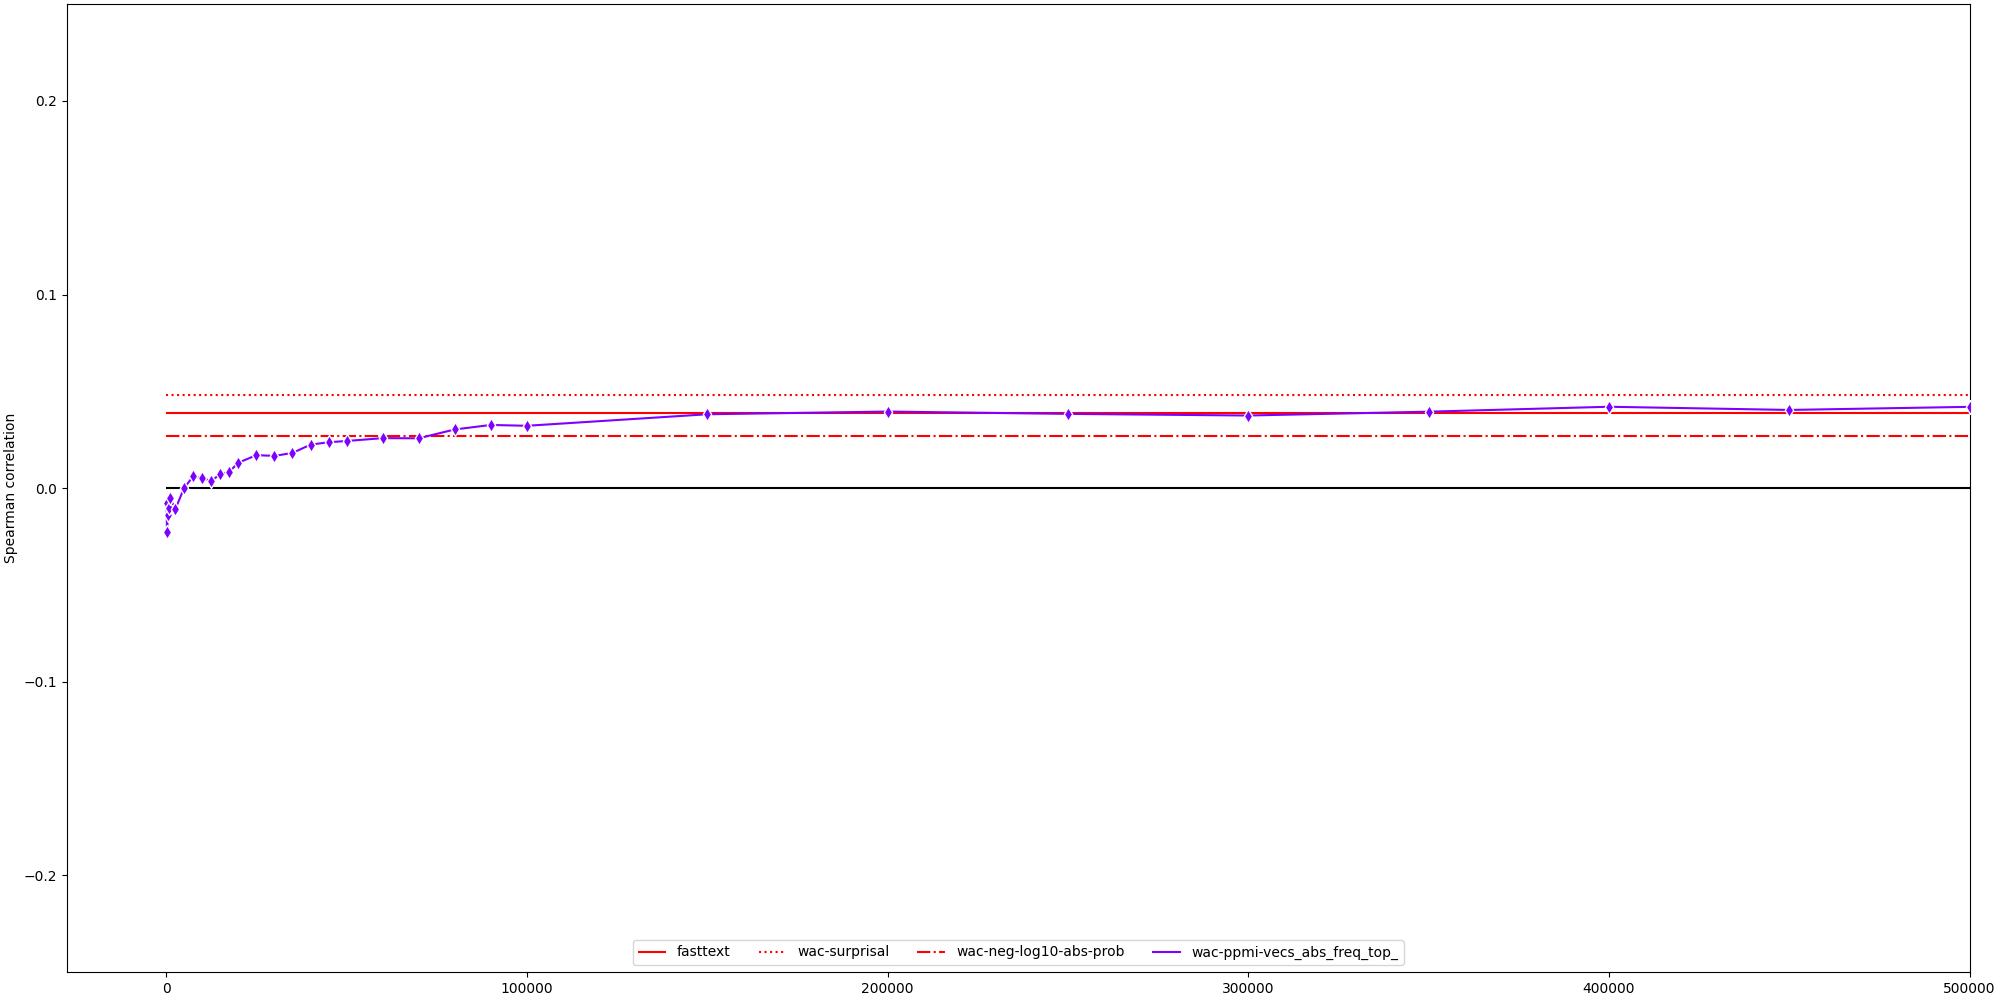 Spearman correlation
0.2
0.1
0.0
−0.1
−0.2
fasttext wac-surprisal wac-neg-log10-abs-prob wac-ppmi-vecs_abs_freq_top_
0 100000 200000 300000 400000 500000